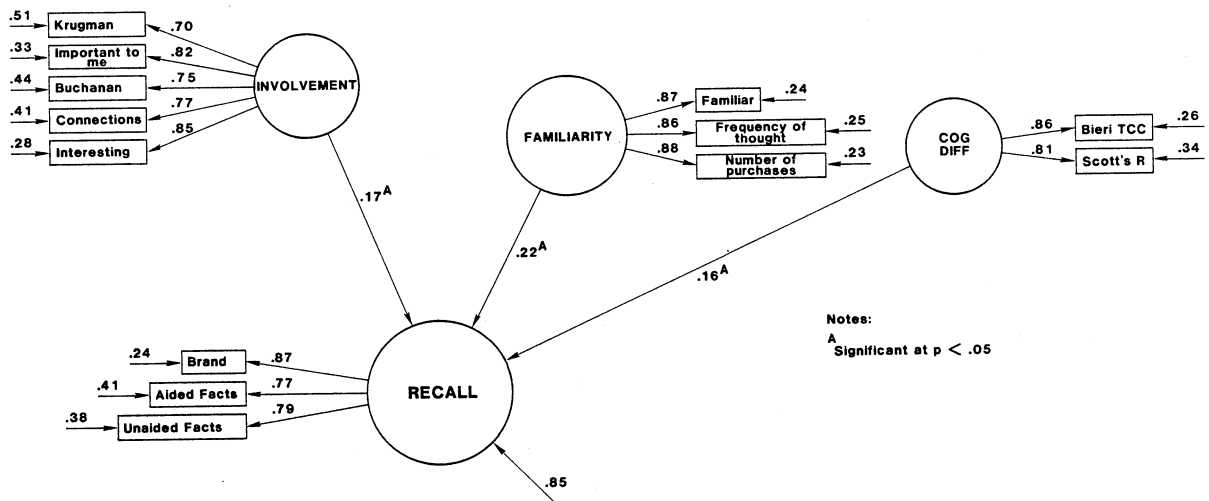 .51
Krugman
.70
.33
Important to
me
.82
.44
Buchanan
.75
.41
Connections
.77
.28
Interesting
.85
INVOLVEMENT
FAMILIARITY
.87
Familiar
.24
.86
Frequency of
thought
.25
.88
Number of
purchases
.23
COG
DIFF
.86
Bieri TCC
.26
.81
Scott's R
.34
.17A
.22A
.16A
Notes:
A
Significant at p < .05
.24
Brand
.87
.41
Aided Facts
.77
.38
Unaided Facts
.79
RECALL
.85